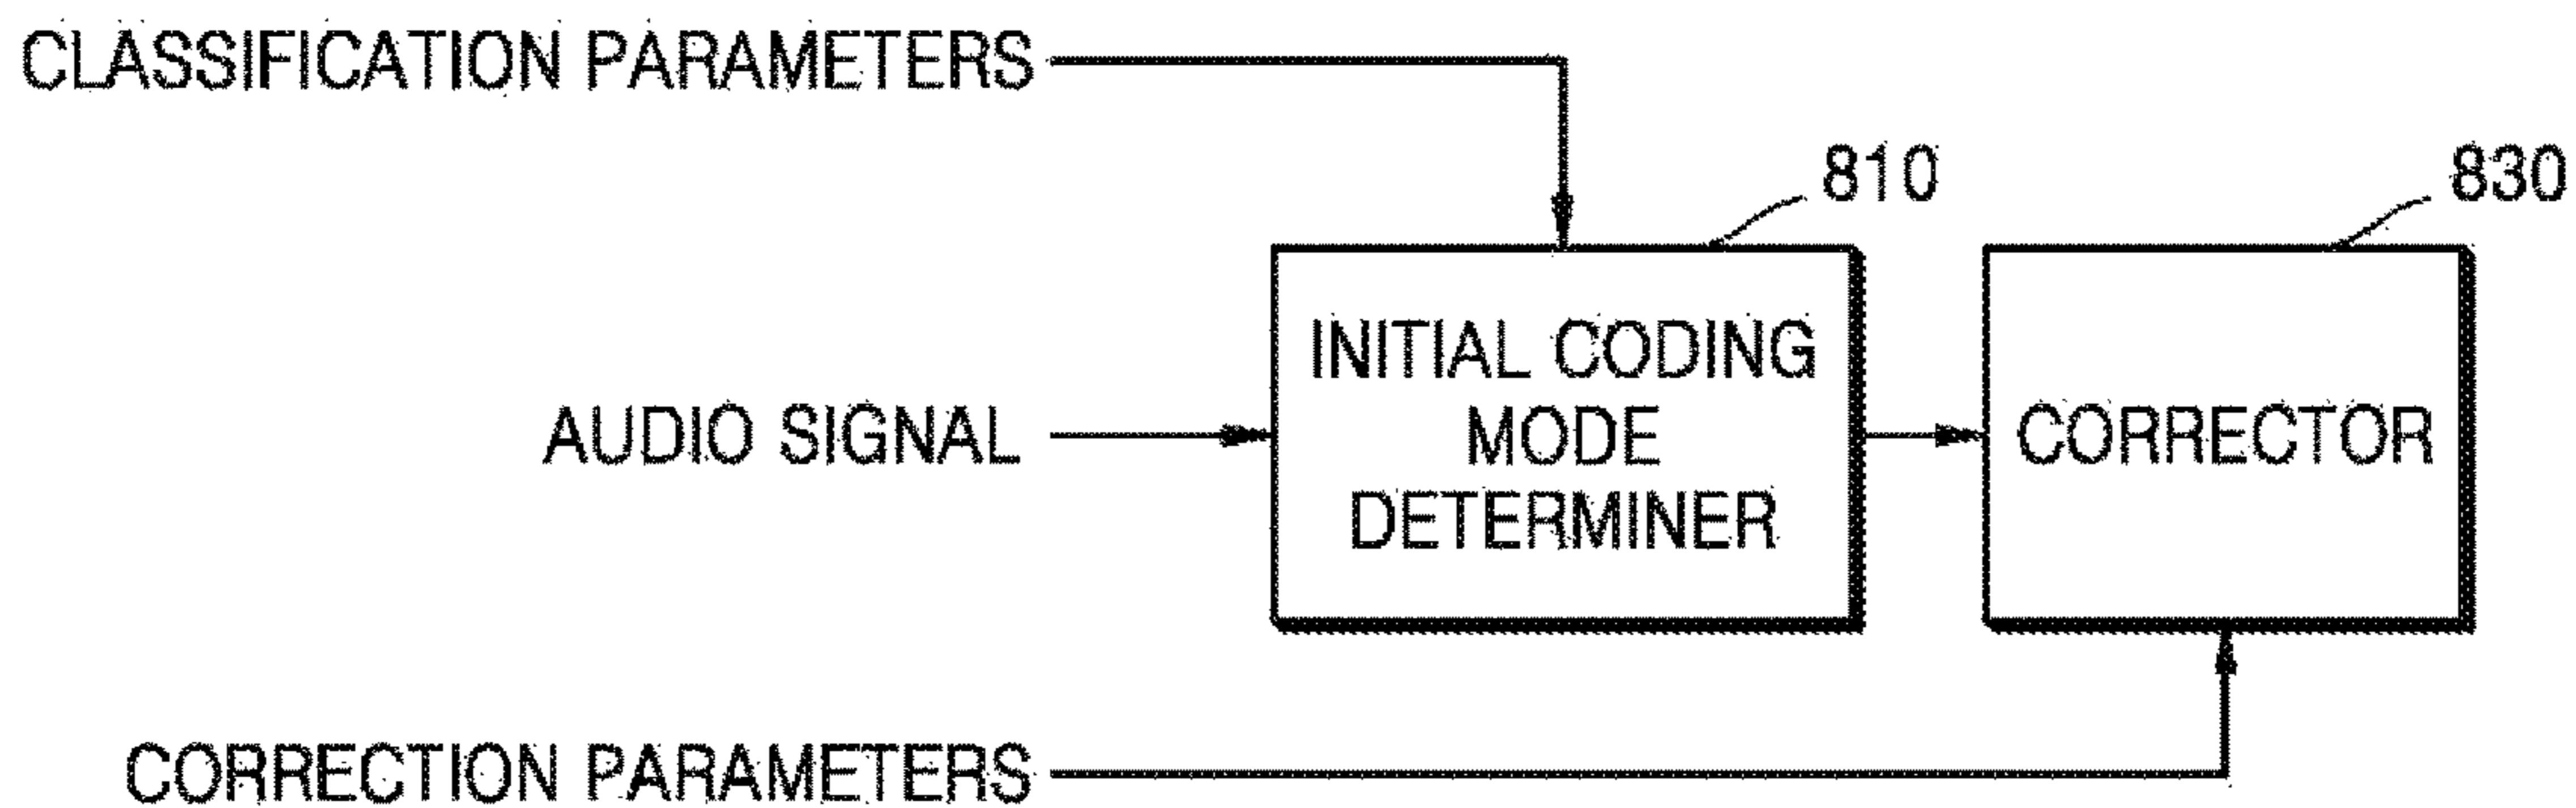 CLASSIFICATION PARAMETERS
810
830
INITIAL CODING
MODE
DETERMINER
AUDIO SIGNAL
CORRECTOR
CORRECTION PARAMETERS